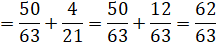 = 50/63 + 4/21 = 50/63 + 12/63 = 62/63